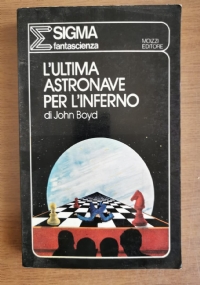 Σ SIGMA
fantascienza
MOIZZI
EDITORE
L'ULTIMA
ASTRONAVE
PER L'INFERNO
di John Boyd